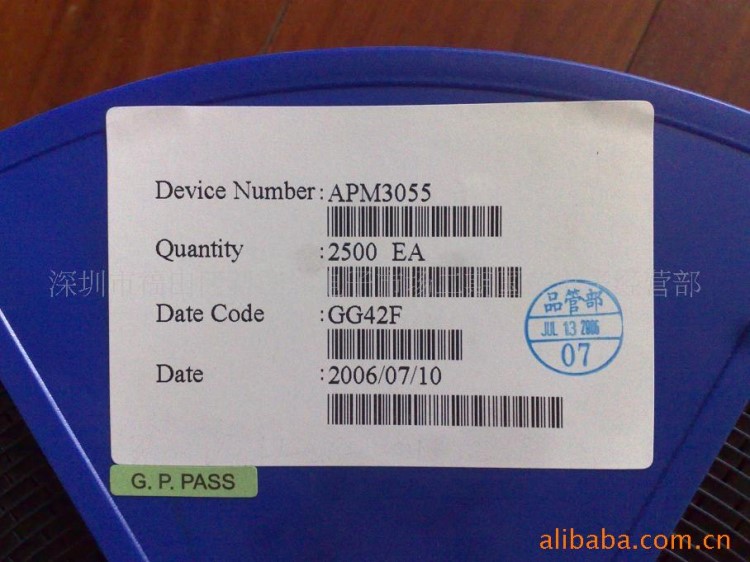 Device Number:APM3055
Quantity :2500 EA
Date Code :GG42F
Date :2006/07/10
品管部
JUL 13 2006
07
G. P. PASS
深圳市
经营部
alibaba.com.cn